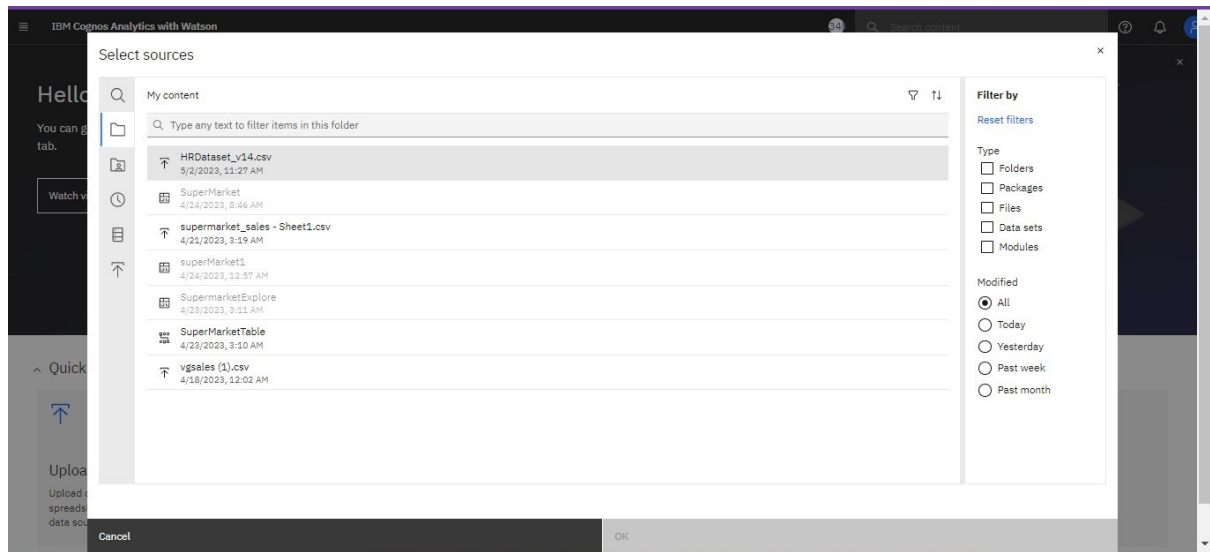 IBM Cognos Analytics with Watson
Search content
Select sources
Hello
You can g
tab.
Watch vi
My content
Type any text to filter items in this folder
HRDataset_v14.csv
5/2/2023, 11:27 AM
SuperMarket
4/24/2023, 8:46 AM
supermarket_sales - Sheet1.csv
4/21/2023, 3:19 AM
superMarket1
4/24/2023, 12:57 AM
SupermarketExplore
4/23/2023, 3:11 AM
SuperMarketTable
4/23/2023, 3:10 AM
vgsales (1).csv
4/18/2023, 12:02 AM
Filter by
Reset filters
Type
Folders
Packages
Files
Data sets
Modules
Modified
All
Today
Yesterday
Past week
Past month
Quick
Uploa
Upload
spreads
data sou
Cancel
OK